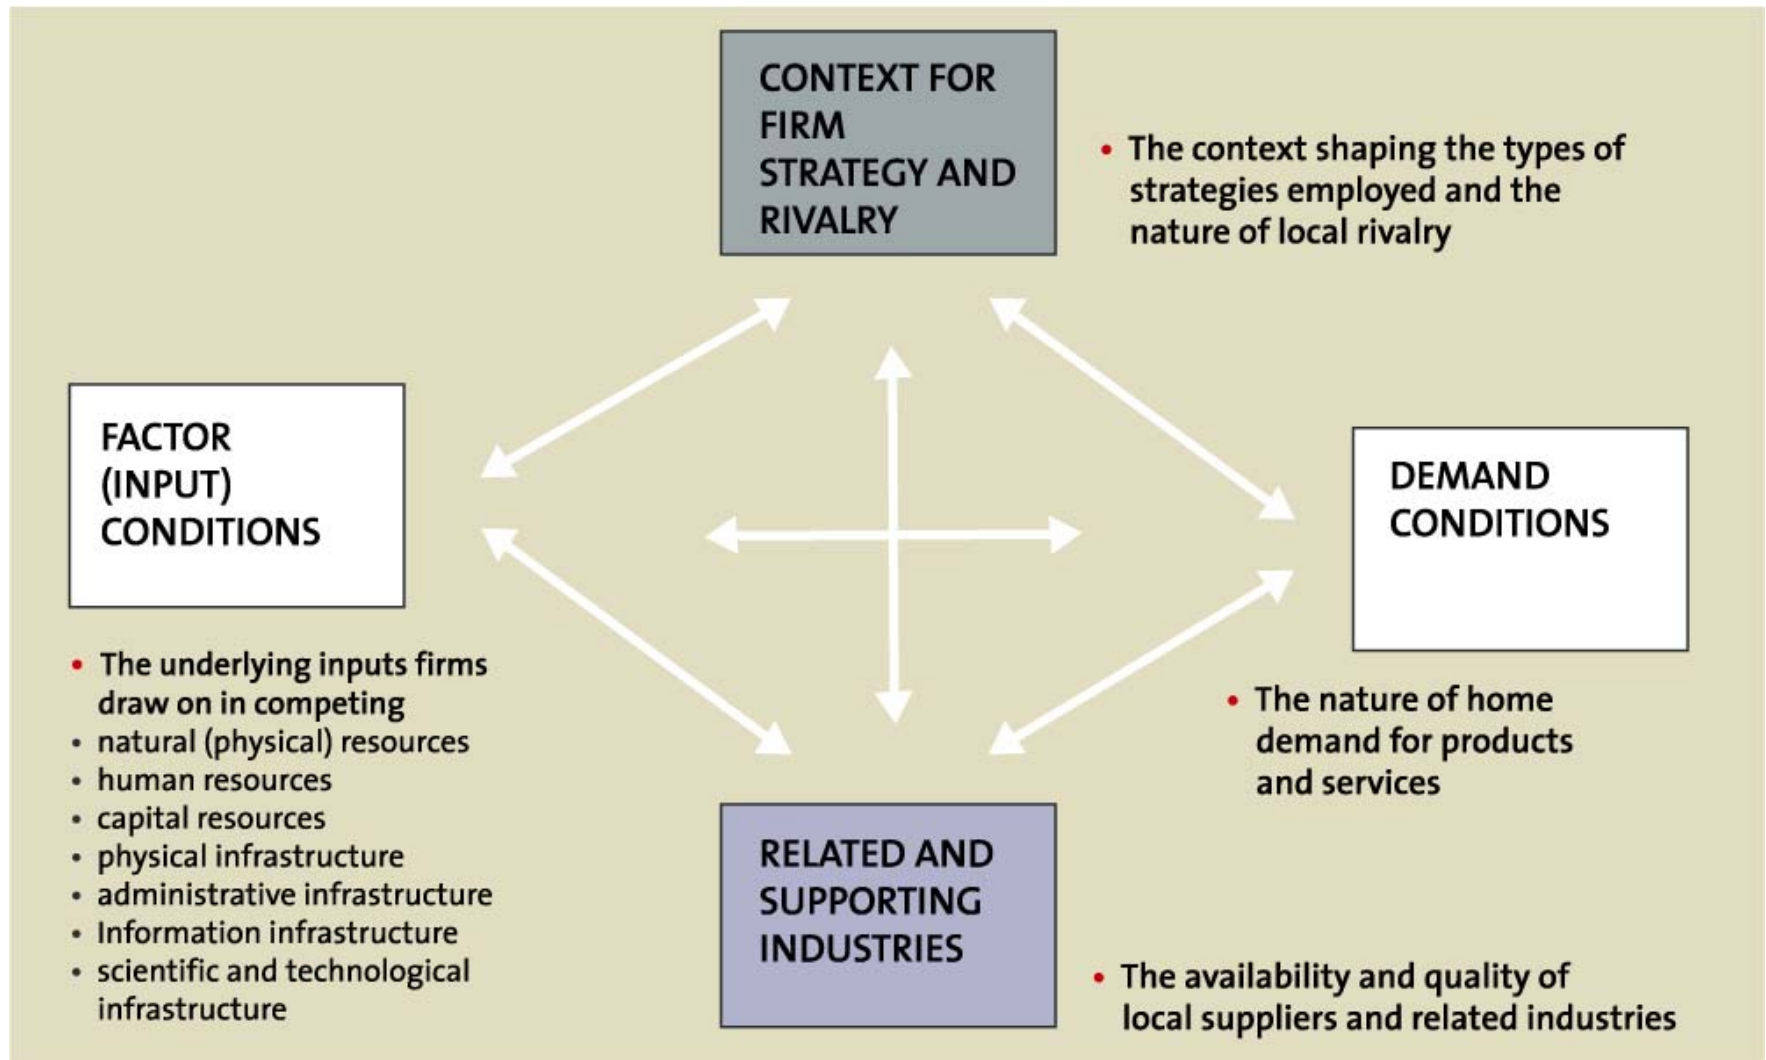 CONTEXT FOR
FIRM
STRATEGY AND
RIVALRY
• The context shaping the types of
strategies employed and the
nature of local rivalry
FACTOR
(INPUT)
CONDITIONS
• The underlying inputs firms
draw on in competing
• natural (physical) resources
• human resources
• capital resources
• physical infrastructure
• administrative infrastructure
• Information infrastructure
• scientific and technological
infrastructure
DEMAND
CONDITIONS
• The nature of home
demand for products
and services
RELATED AND
SUPPORTING
INDUSTRIES
• The availability and quality of
local suppliers and related industries